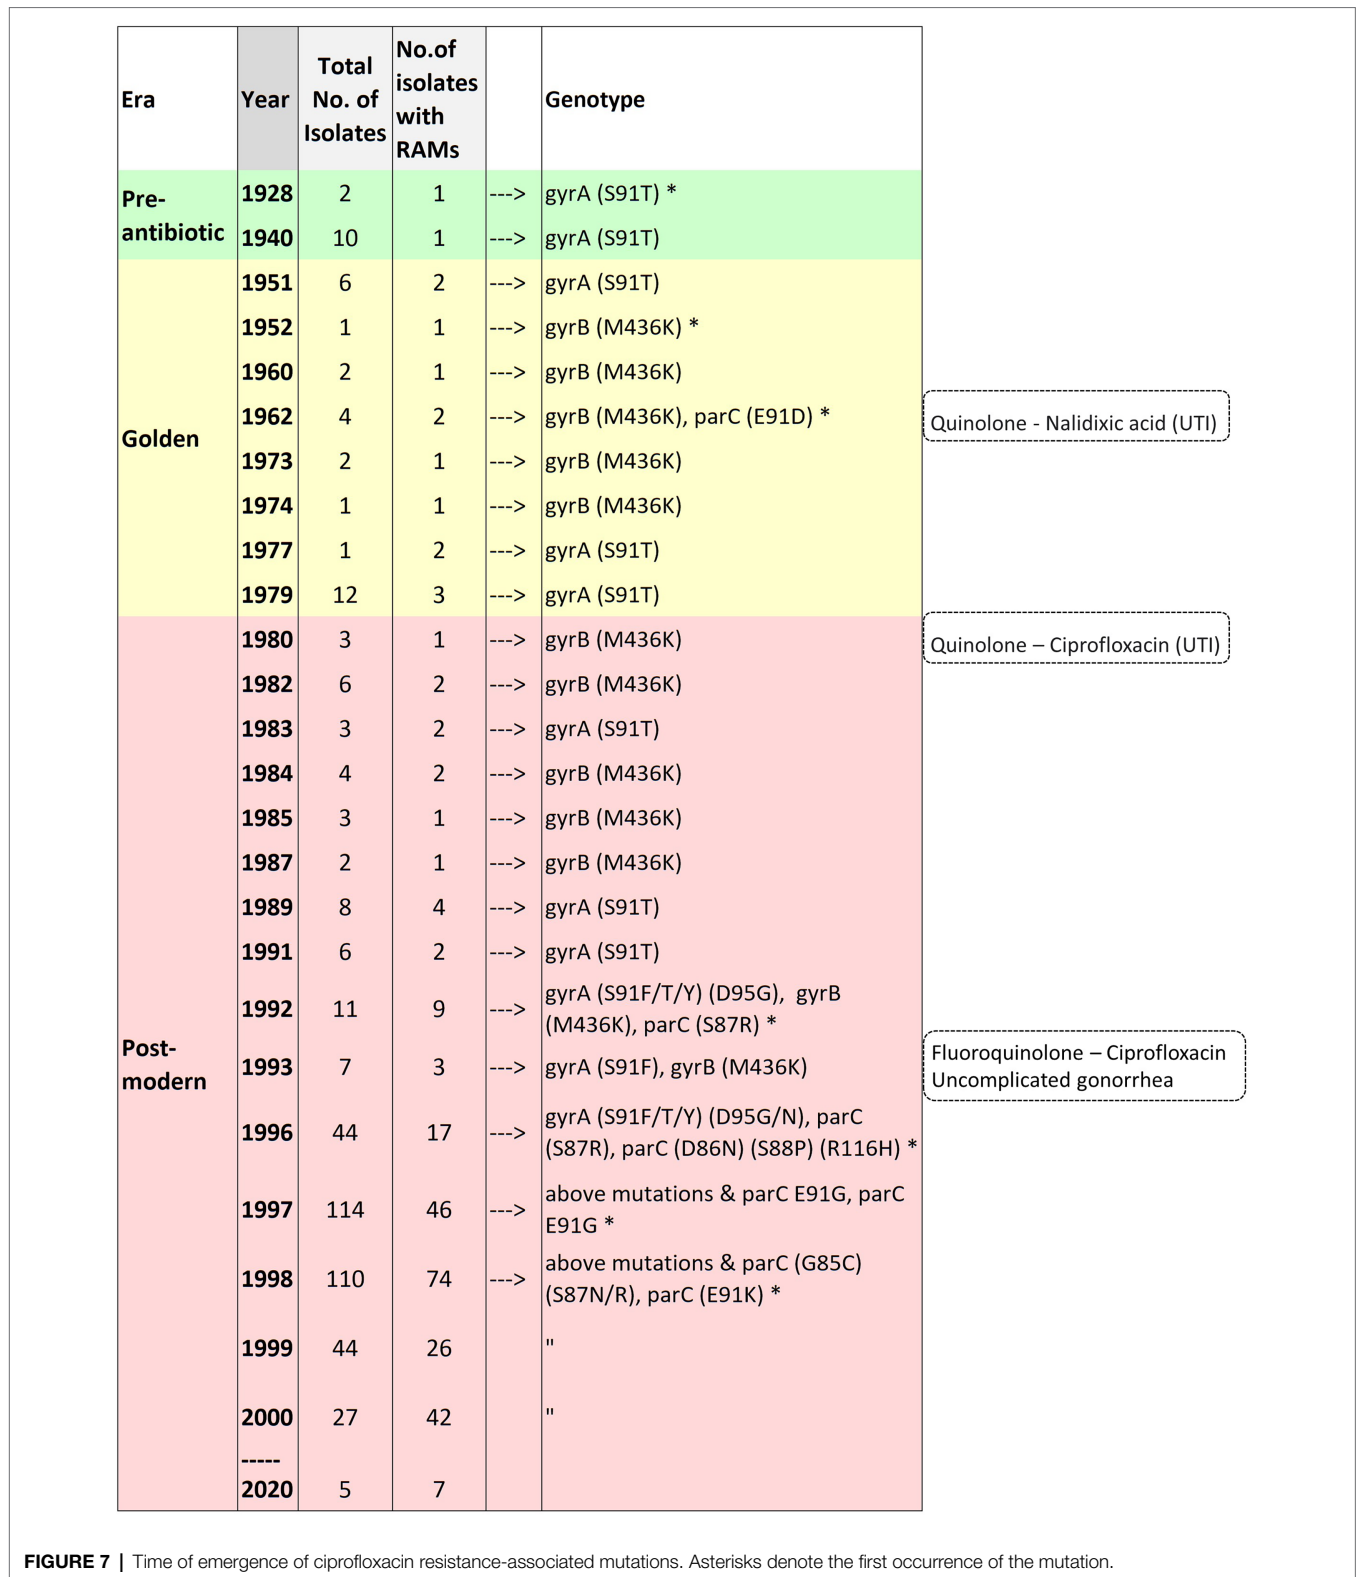 Era Year Total No. of Isolates No.of isolates with RAMs Genotype
Pre-antibiotic
1928 2 1 ---> gyrA (S91T) *
1940 10 1 ---> gyrA (S91T)
Golden
1951 6 2 ---> gyrA (S91T)
1952 1 1 ---> gyrB (M436K) *
1960 2 1 ---> gyrB (M436K)
1962 4 2 ---> gyrB (M436K), parC (E91D) * Quinolone - Nalidixic acid (UTI)
1973 2 1 ---> gyrB (M436K)
1974 1 1 ---> gyrB (M436K)
1977 1 2 ---> gyrA (S91T)
1979 12 3 ---> gyrA (S91T)
Post-modern
1980 3 1 ---> gyrB (M436K) Quinolone – Ciprofloxacin (UTI)
1982 6 2 ---> gyrB (M436K)
1983 3 2 ---> gyrA (S91T)
1984 4 2 ---> gyrB (M436K)
1985 3 1 ---> gyrB (M436K)
1987 2 1 ---> gyrB (M436K)
1989 8 4 ---> gyrA (S91T)
1991 6 2 ---> gyrA (S91T)
1992 11 9 ---> gyrA (S91F/T/Y) (D95G), gyrB
(M436K), parC (S87R) *
1993 7 3 ---> gyrA (S91F), gyrB (M436K)
Fluoroquinolone – Ciprofloxacin
Uncomplicated gonorrhea
1996 44 17 ---> gyrA (S91F/T/Y) (D95G/N), parC
(S87R), parC (D86N) (S88P) (R116H) *
1997 114 46 ---> above mutations & parC E91G, parC
E91G *
1998 110 74 ---> above mutations & parC (G85C)
(S87N/R), parC (E91K) *
1999 44 26 "
2000 27 42 "
-----
2020 5 7
FIGURE 7 | Time of emergence of ciprofloxacin resistance-associated mutations. Asterisks denote the first occurrence of the mutation.